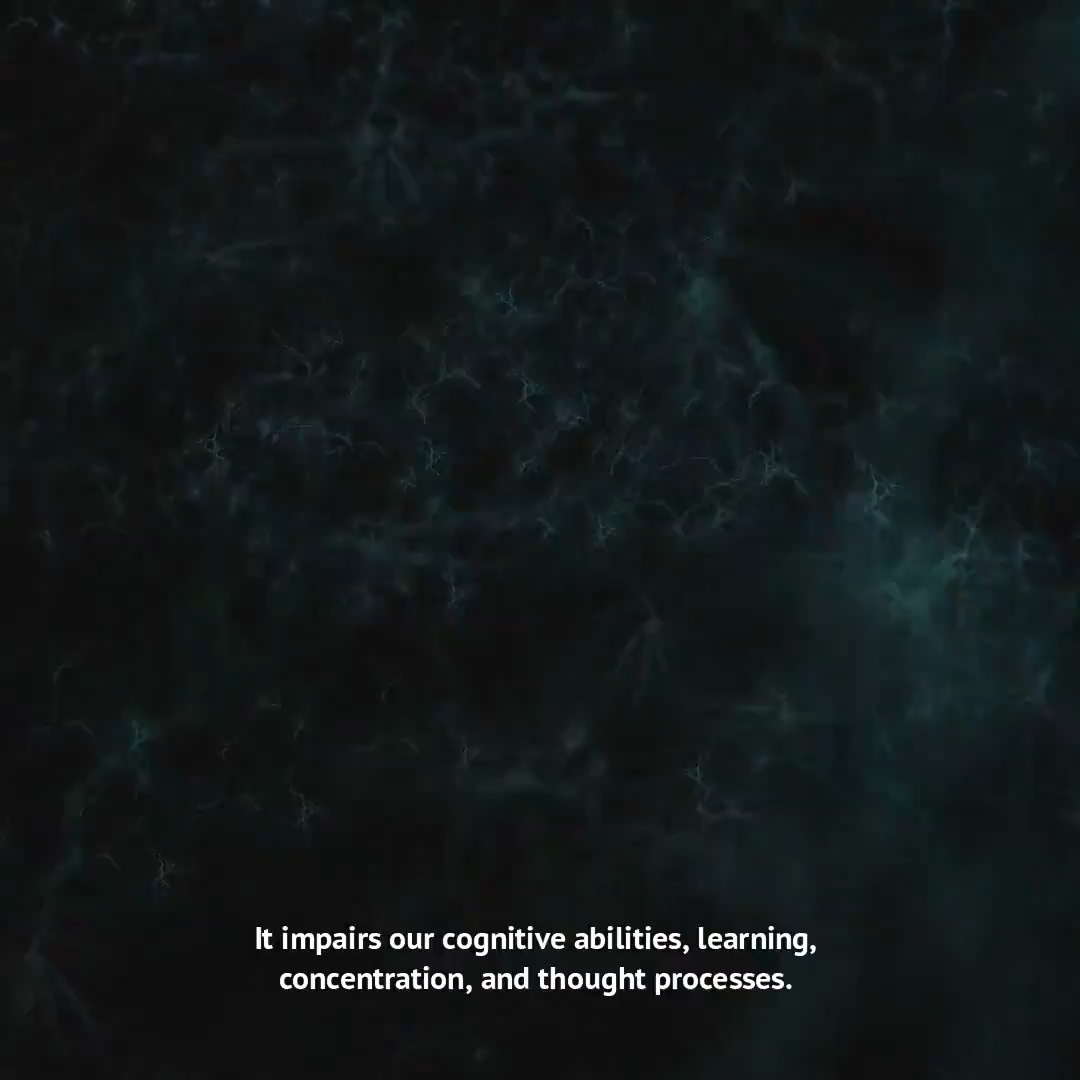 It impairs our cognitive abilities, learning,
concentration, and thought processes.